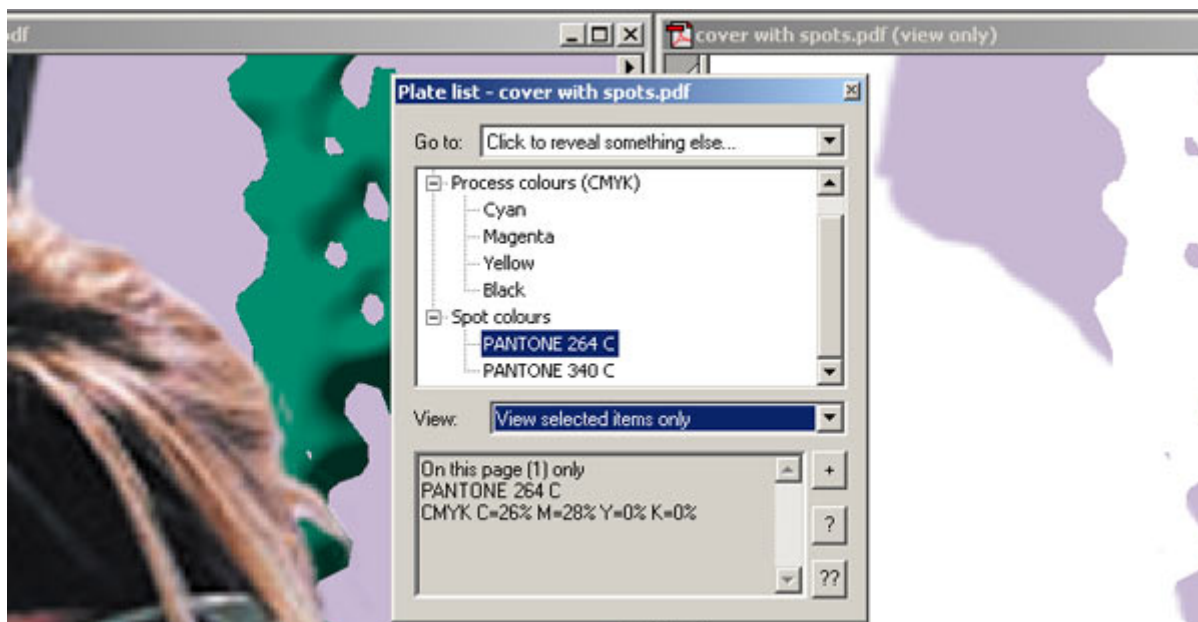 df
cover with spots.pdf (view only)
Plate list - cover with spots.pdf
Go to: Click to reveal something else...
Process colours (CMYK)
Cyan
Magenta
Yellow
Black
Spot colours
PANTONE 264 C
PANTONE 340 C
View: View selected items only
On this page (1) only
PANTONE 264 C
CMYK C=26% M=28% Y=0% K=0%
+
?
??